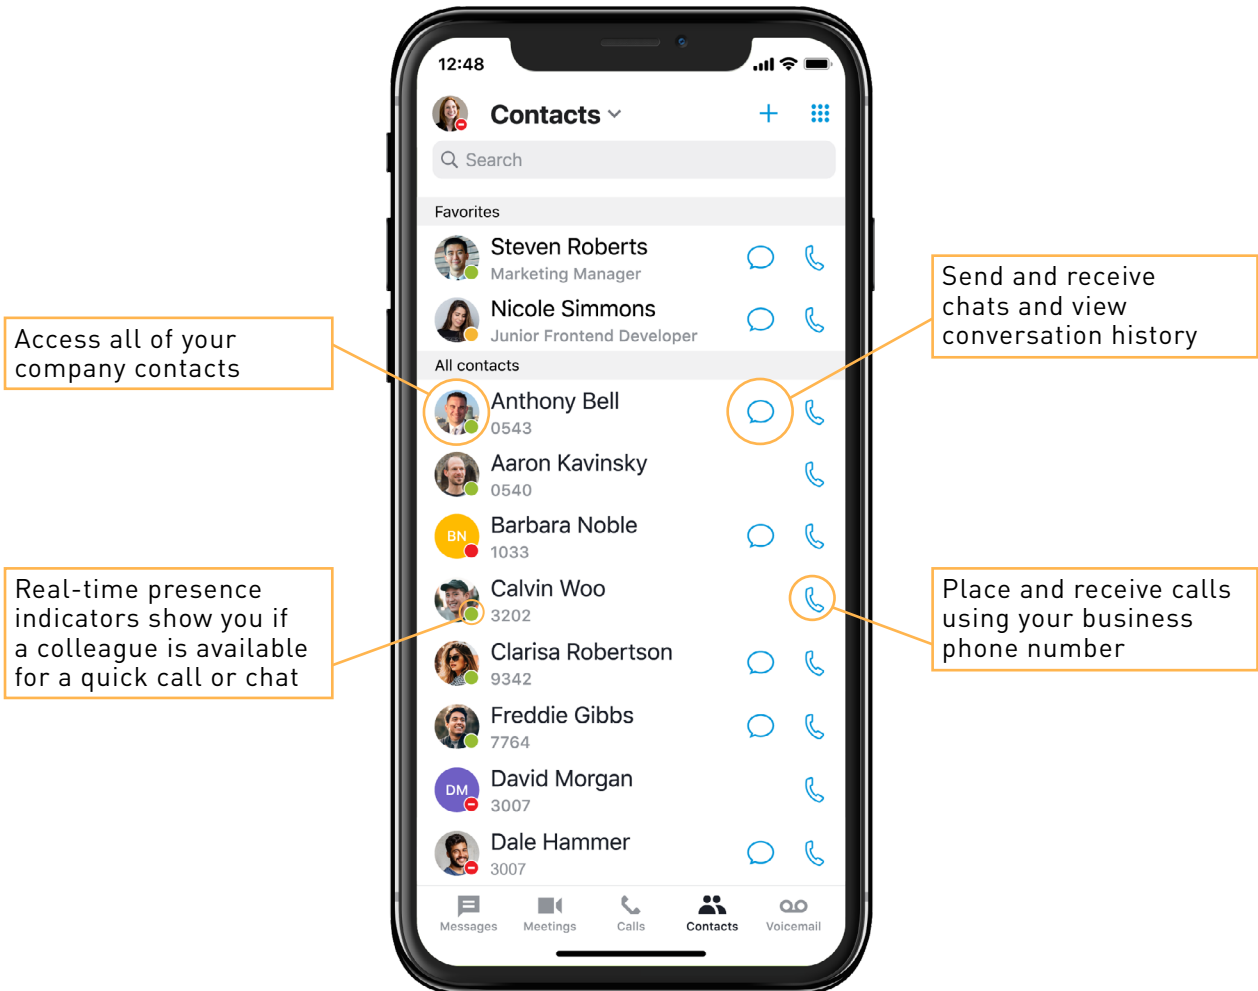 12:48
Contacts
Search
Favorites
Steven Roberts
Marketing Manager
Nicole Simmons
Junior Frontend Developer
All contacts
Anthony Bell
0543
Aaron Kavinsky
0540
BN
Barbara Noble
1033
Calvin Woo
3202
Clarisa Robertson
9342
Freddie Gibbs
7764
DM
David Morgan
3007
Dale Hammer
3007
Messages
Meetings
Calls
Contacts
Voicemail
Access all of your
company contacts
Real-time presence
indicators show you if
a colleague is available
for a quick call or chat
Send and receive
chats and view
conversation history
Place and receive calls
using your business
phone number